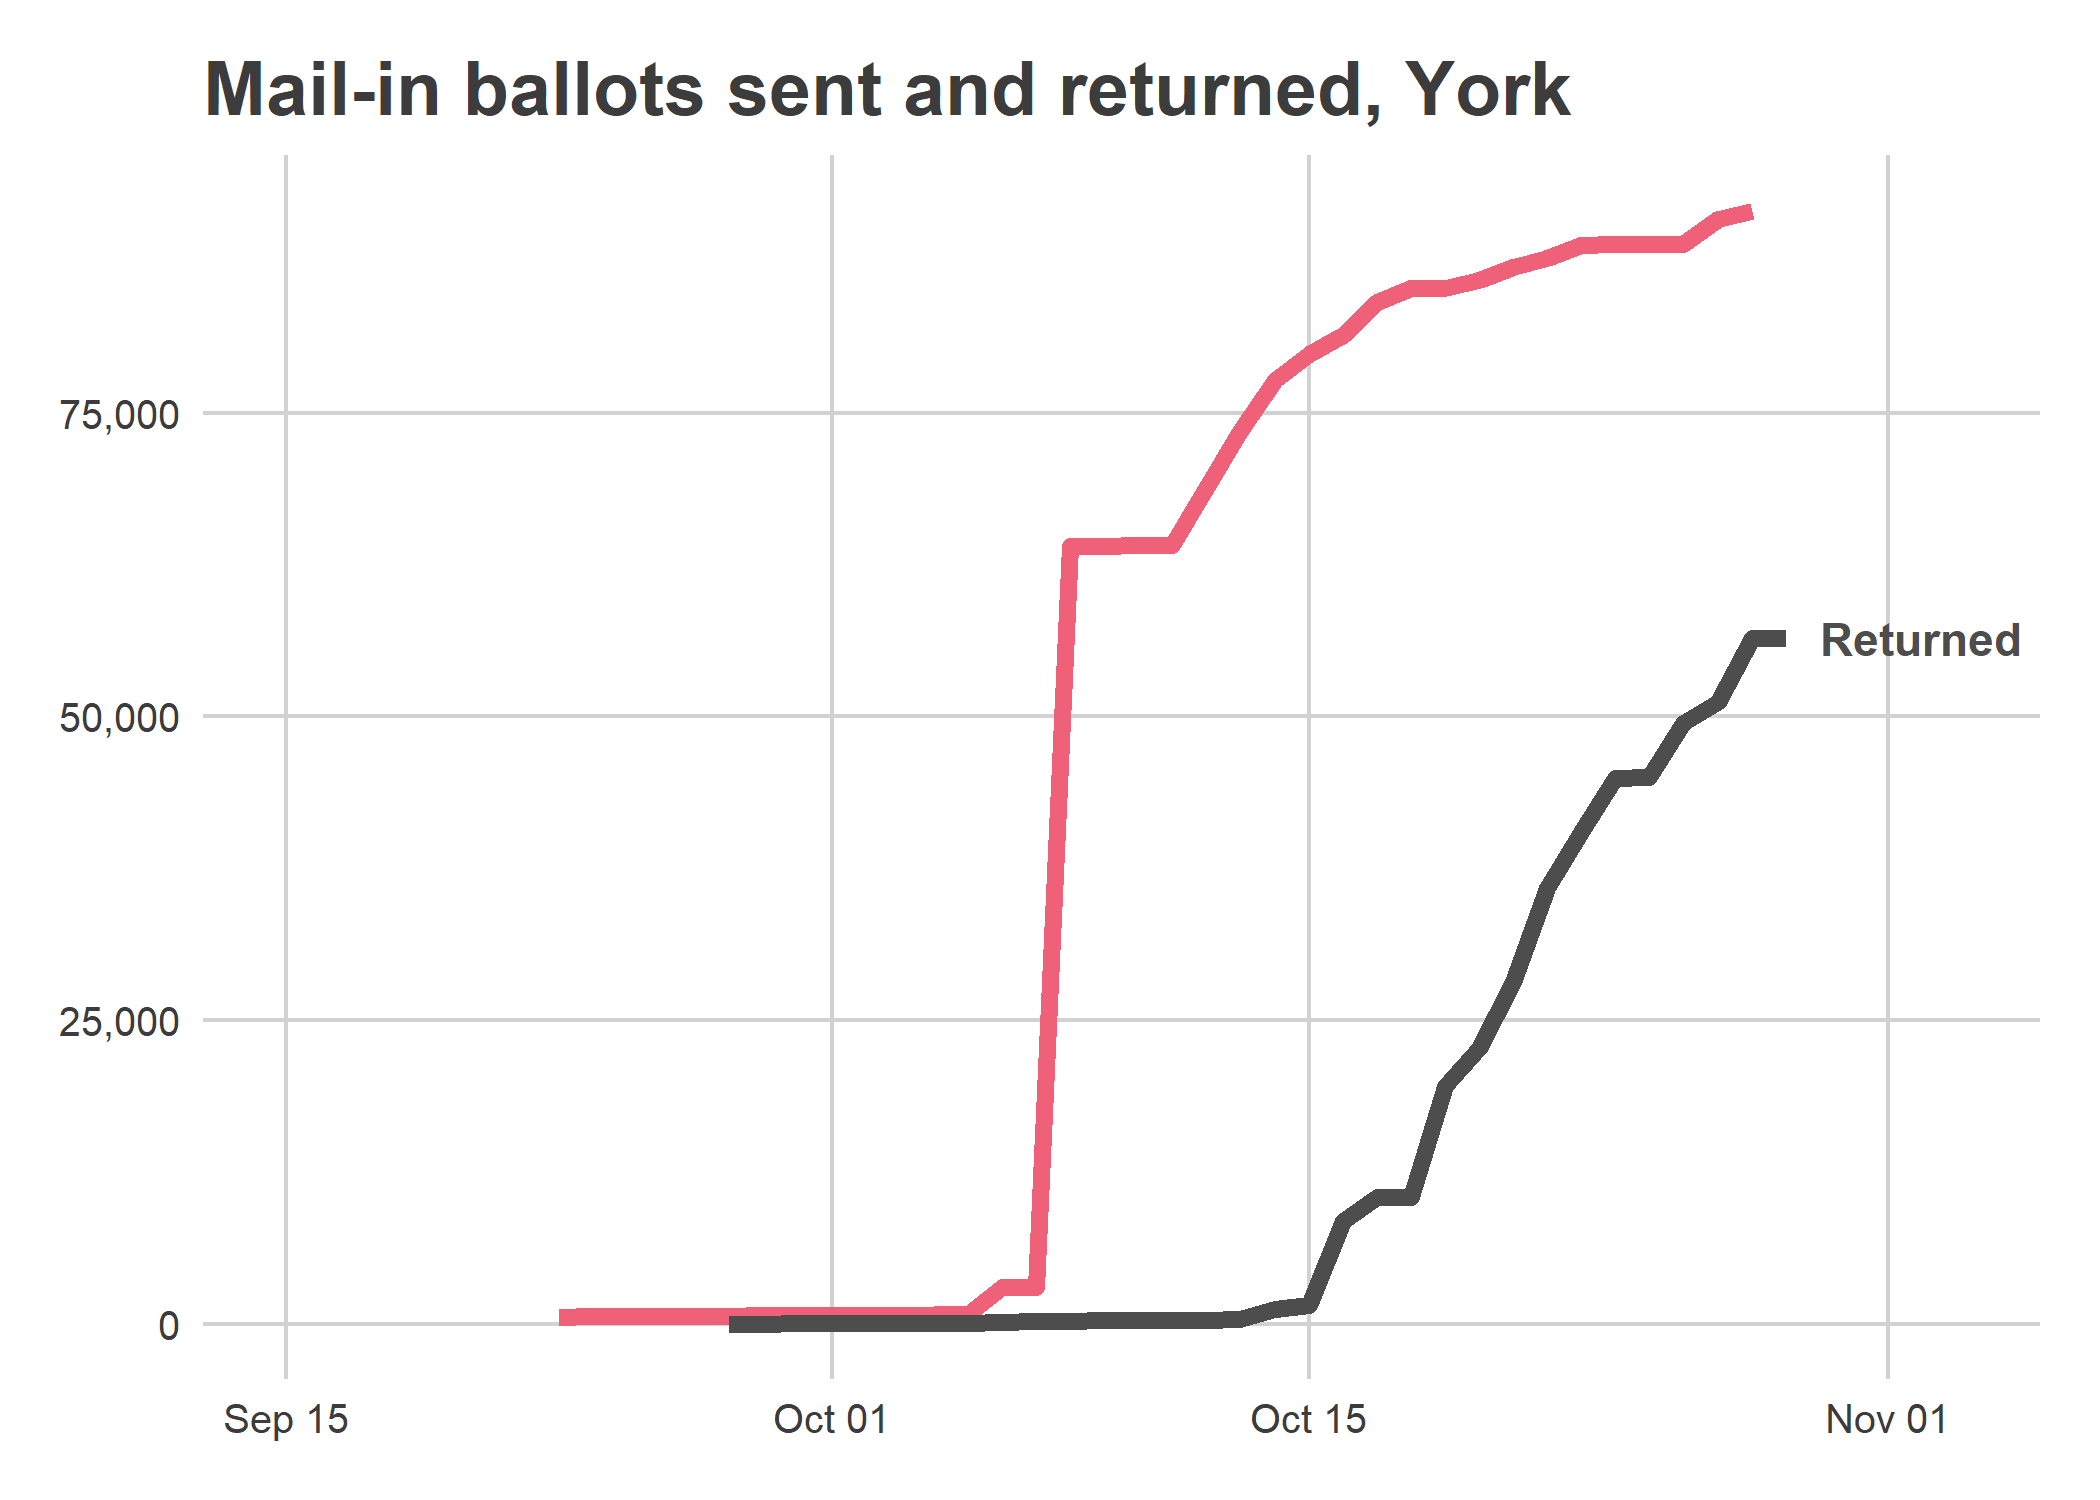 Mail-in ballots sent and returned, York
75,000
50,000
25,000
0
Returned
Sep 15
Oct 01
Oct 15
Nov 01